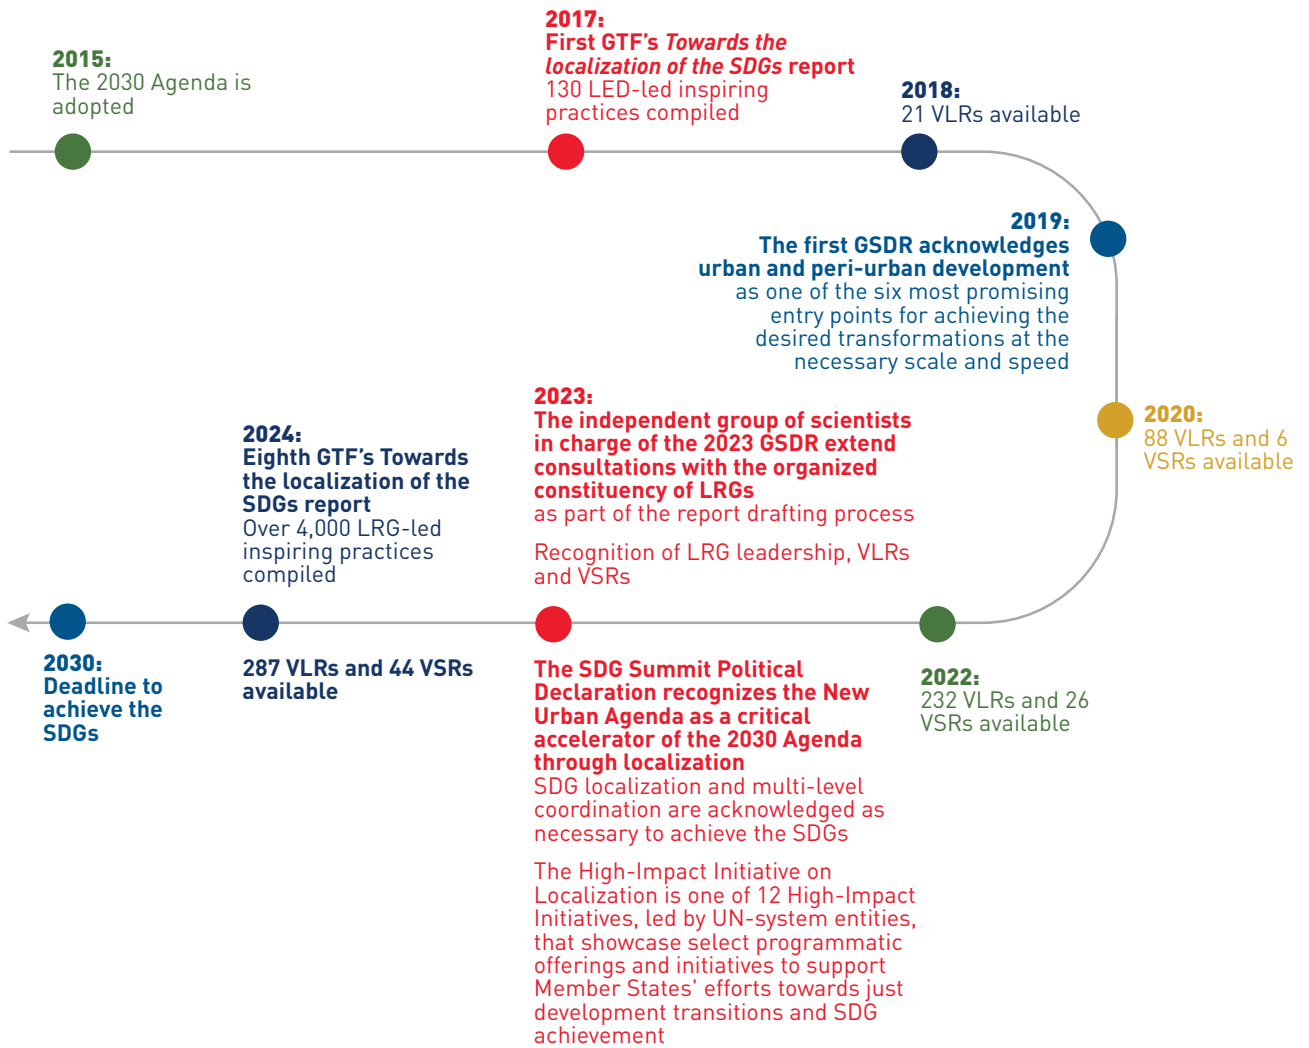 2015:
The 2030 Agenda is
adopted
2017:
First GTF's Towards the
localization of the SDGs report
130 LED-led inspiring
practices compiled
2018:
21 VLRs available
2019:
The first GSDR acknowledges
urban and peri-urban development
as one of the six most promising
entry points for achieving the
desired transformations at the
necessary scale and speed
2020:
88 VLRs and 6
VSRs available
2022:
232 VLRs and 26
VSRs available
2023:
The independent group of scientists
in charge of the 2023 GSDR extend
consultations with the organized
constituency of LRGs
as part of the report drafting process
Recognition of LRG leadership, VLRs
and VSRs
The SDG Summit Political
Declaration recognizes the New
Urban Agenda as a critical
accelerator of the 2030 Agenda
through localization
SDG localization and multi-level
coordination are acknowledged as
necessary to achieve the SDGs
The High-Impact Initiative on
Localization is one of 12 High-Impact
Initiatives, led by UN-system entities,
that showcase select programmatic
offerings and initiatives to support
Member States' efforts towards just
development transitions and SDG
achievement
2024:
Eighth GTF's Towards
the localization of the
SDGs report
Over 4,000 LRG-led
inspiring practices
compiled
287 VLRs and 44 VSRs
available
2030:
Deadline to
achieve the
SDGs